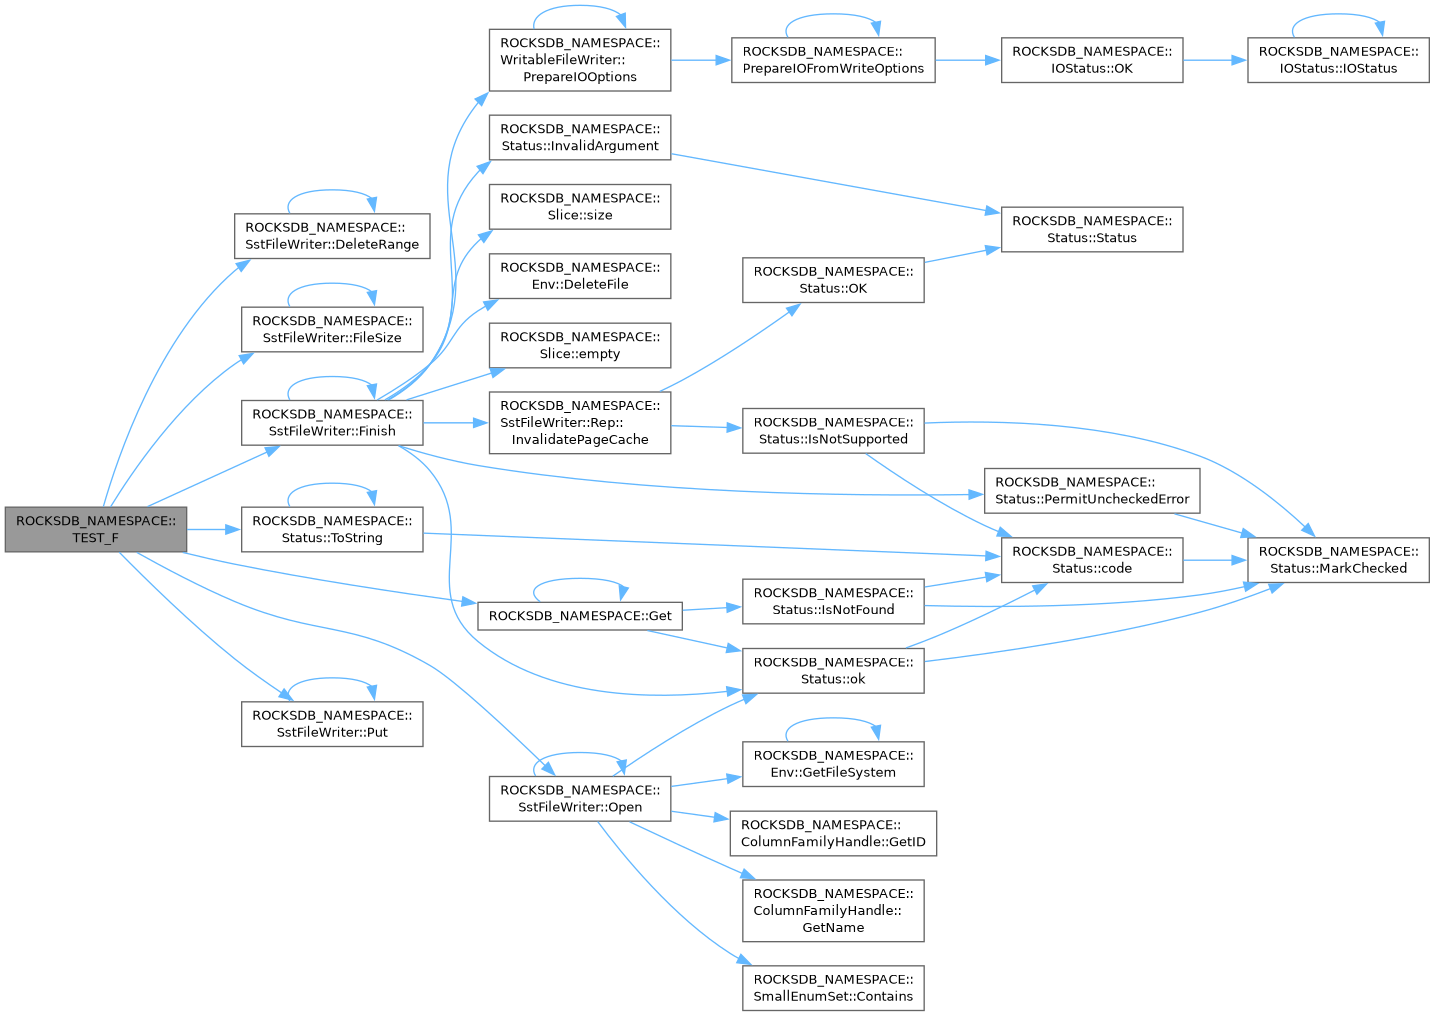 ROCKSDB_NAMESPACE::
TEST_F
ROCKSDB_NAMESPACE::
SstFileWriter::DeleteRange
ROCKSDB_NAMESPACE::
SstFileWriter::FileSize
ROCKSDB_NAMESPACE::
SstFileWriter::Finish
ROCKSDB_NAMESPACE::
Status::ToString
ROCKSDB_NAMESPACE::
SstFileWriter::Put
ROCKSDB_NAMESPACE::
WritableFileWriter::
PrepareIOOptions
ROCKSDB_NAMESPACE::
Status::InvalidArgument
ROCKSDB_NAMESPACE::
Slice::size
ROCKSDB_NAMESPACE::
Env::DeleteFile
ROCKSDB_NAMESPACE::
Slice::empty
ROCKSDB_NAMESPACE::
SstFileWriter::Rep::
InvalidatePageCache
ROCKSDB_NAMESPACE::Get
ROCKSDB_NAMESPACE::
SstFileWriter::Open
ROCKSDB_NAMESPACE::
PrepareIOFromWriteOptions
ROCKSDB_NAMESPACE::
Status::OK
ROCKSDB_NAMESPACE::
Status::IsNotSupported
ROCKSDB_NAMESPACE::
Status::IsNotFound
ROCKSDB_NAMESPACE::
Status::ok
ROCKSDB_NAMESPACE::
Env::GetFileSystem
ROCKSDB_NAMESPACE::
ColumnFamilyHandle::GetID
ROCKSDB_NAMESPACE::
ColumnFamilyHandle::
GetName
ROCKSDB_NAMESPACE::
SmallEnumSet::Contains
ROCKSDB_NAMESPACE::
IOStatus::OK
ROCKSDB_NAMESPACE::
Status::Status
ROCKSDB_NAMESPACE::
Status::PermitUncheckedError
ROCKSDB_NAMESPACE::
Status::code
ROCKSDB_NAMESPACE::
IOStatus::IOStatus
ROCKSDB_NAMESPACE::
Status::MarkChecked